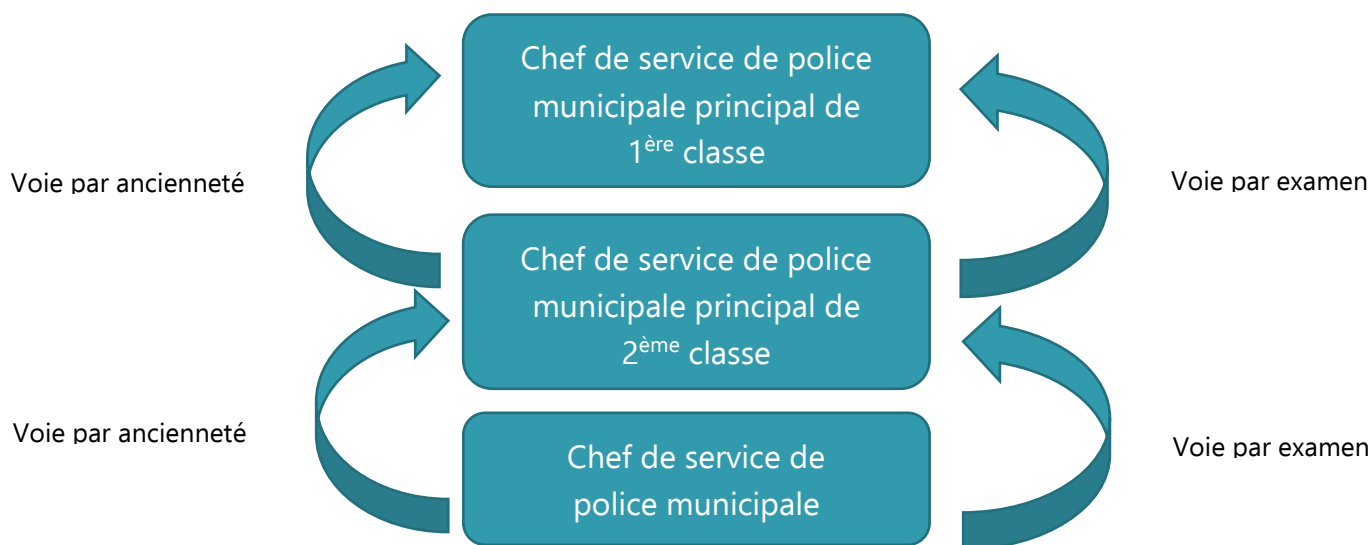 Chef de service de police
municipale principal de
1ère classe
Voie par ancienneté
Voie par examen
Chef de service de police
municipale principal de
2ème classe
Voie par ancienneté
Voie par examen
Chef de service de
police municipale